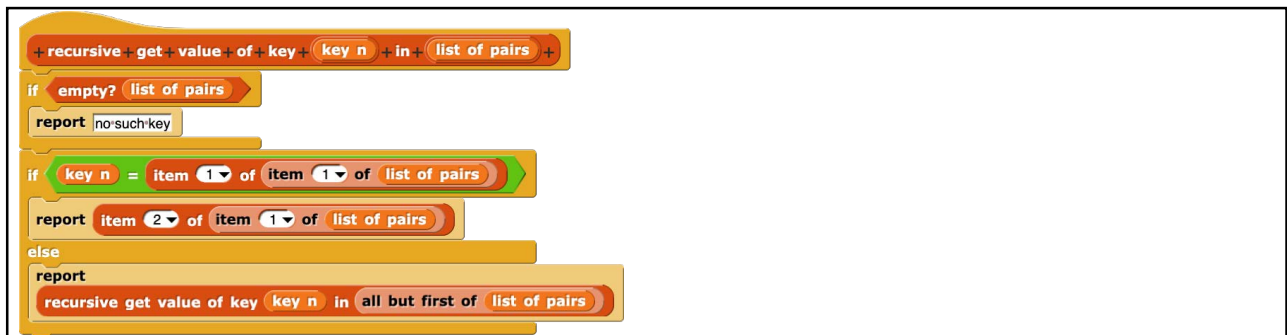 + recursive + get + value + of + key + key n + in + list of pairs +
if empty? list of pairs
report no such key
if key n = item 1 of item 1 of list of pairs
report item 2 of item 1 of list of pairs
else
report
recursive get value of key key n in all but first of list of pairs